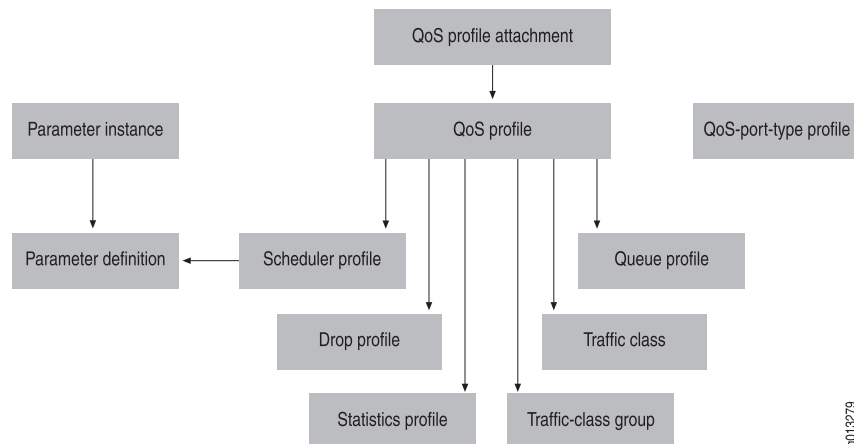 QoS profile attachment
Parameter instance
QoS profile
QoS-port-type profile
Parameter definition
Scheduler profile
Queue profile
Drop profile
Traffic class
Statistics profile
Traffic-class group